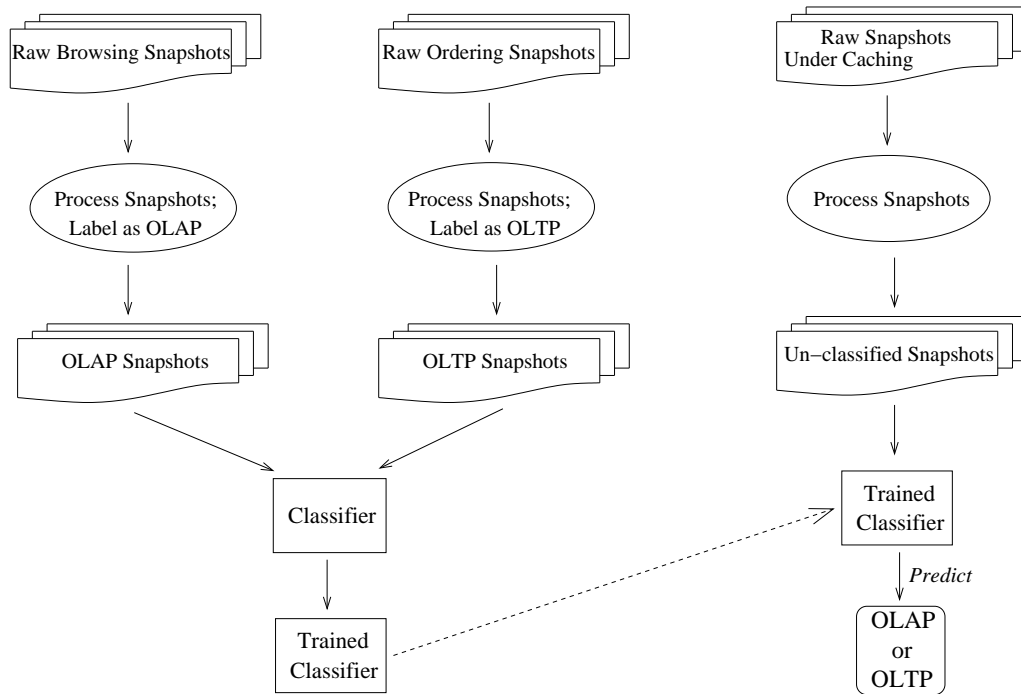 Raw Browsing Snapshots
Raw Ordering Snapshots
Raw Snapshots
Under Caching
Process Snapshots;
Label as OLAP
Process Snapshots;
Label as OLTP
Process Snapshots
OLAP Snapshots
OLTP Snapshots
Un−classified Snapshots
Classifier
Trained
Classifier
Trained
Classifier
Predict
OLAP
or
OLTP